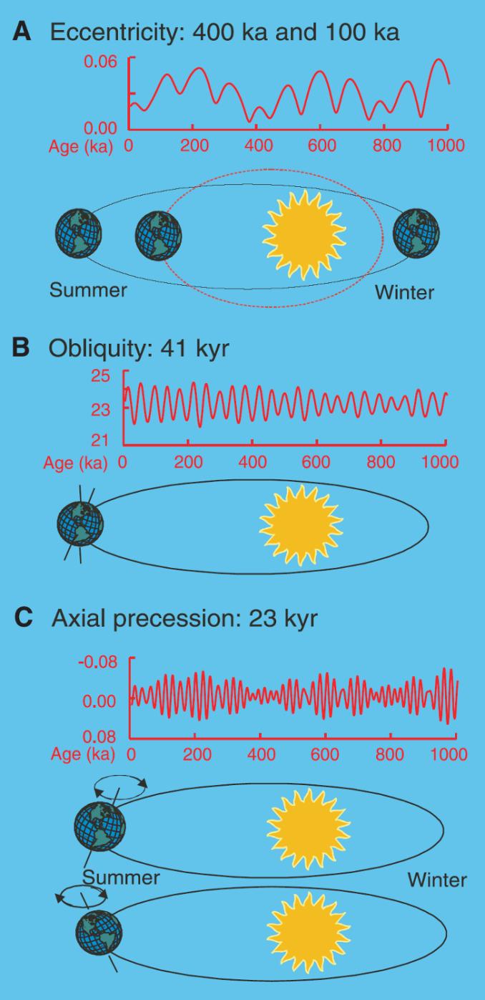 A Eccentricity: 400 ka and 100 ka
0.06
0.00
Age (ka) 0 200 400 600 800 1000
Summer
Winter
B Obliquity: 41 kyr
25
23
21
Age (ka) 0 200 400 600 800 1000
C Axial precession: 23 kyr
-0.08
0.00
0.08
Age (ka) 0 200 400 600 800 1000
Summer
Winter